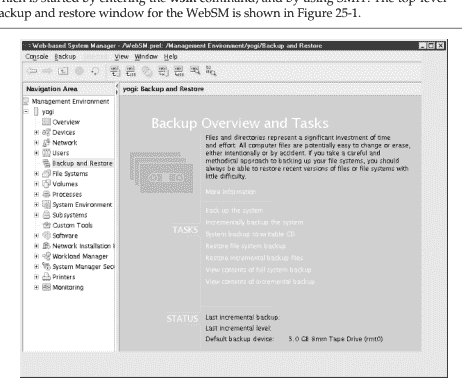 which is started by entering the wsm command, and by using SMIT. The top-level
ackup and restore window for the WebSM is shown in Figure 25-1.
Web-based System Manager - /WebSM.pref: /Management Environment/yogi/Backup and Restore
Console Backup View Window Help
Navigation Area
yogi: Backup and Restore
Management Environment
yogi
Overview
Devices
Network
Users
Backup and Restore
File Systems
Volumes
Processes
System Environment
Subsystems
Custom Tools
Software
Network Installation
Workload Manager
System Manager Sec
Printers
Monitoring
Backup Overview and Tasks
Files and directories represent a significant investment of time
and effort. All computer files are potentially easy to change or erase,
either intentionally or by accident. If you take a careful and
methodical approach to backing up your file systems, you should
always be able to restore recent versions of files or file systems with
little difficulty.
More Information
TASKS
Back up the system
Incrementally backup the system
System backup to writable CD
Restore file system backup
Restore incremental backup files
View contents of full system backup
View contents of incremental backup
STATUS
Last incremental backup:
Last incremental level:
Default backup device: 5.0 GB 8mm Tape Drive (rmt0)